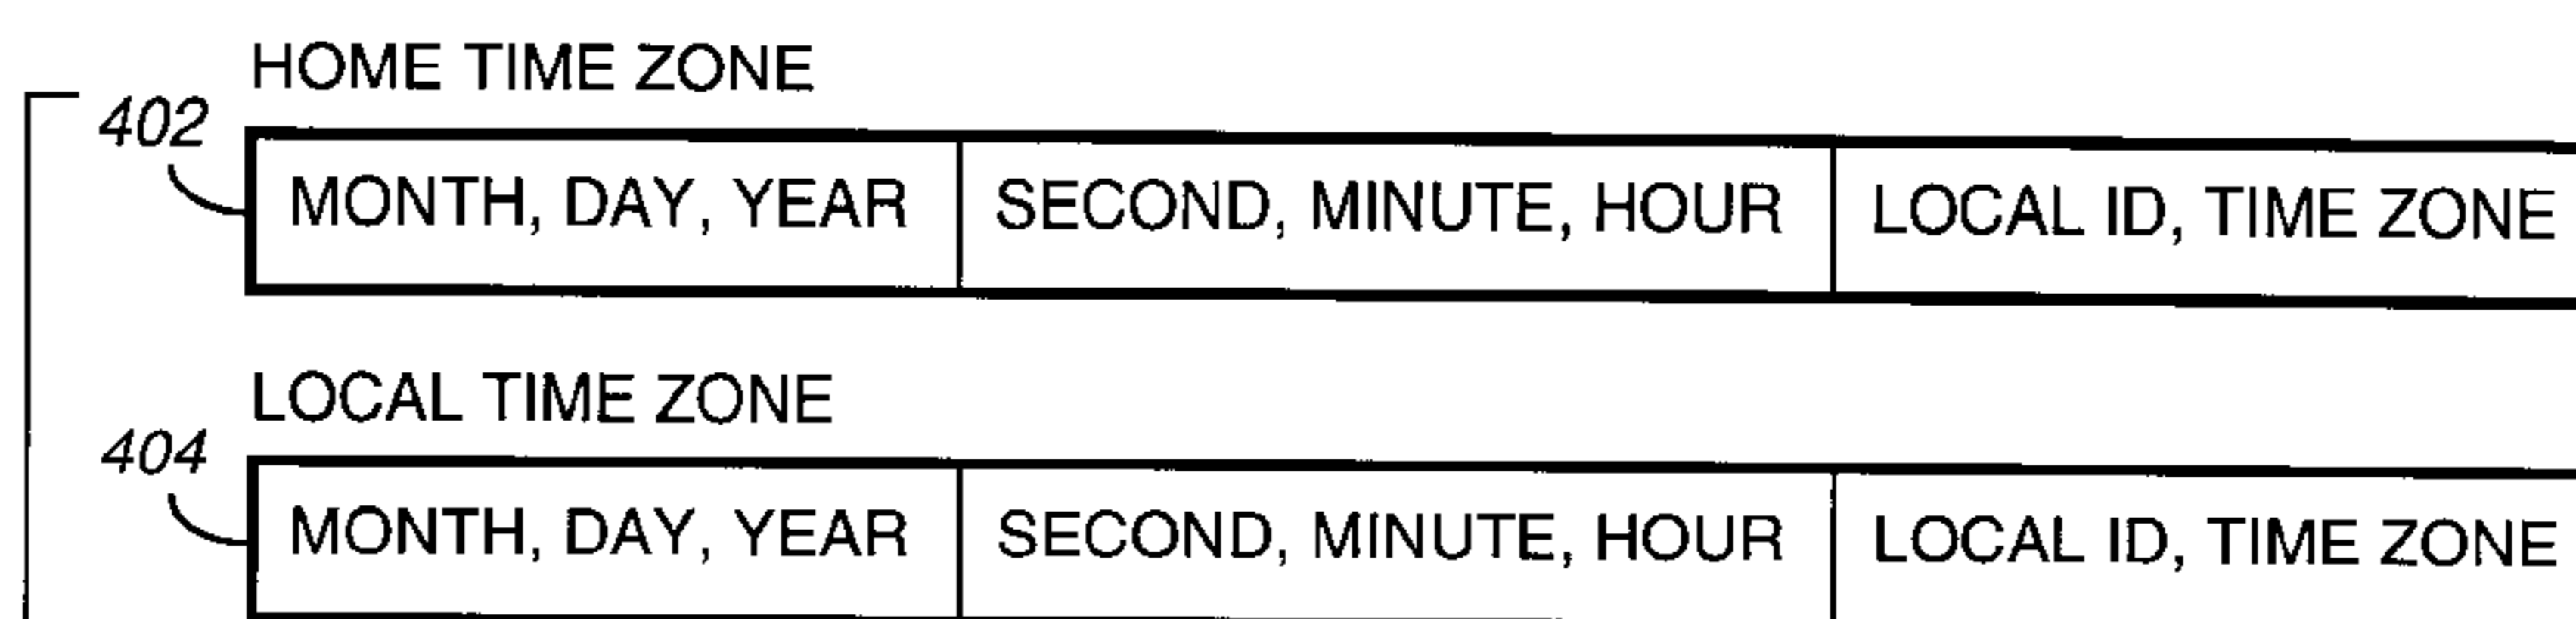 HOME TIME ZONE
402
MONTH, DAY, YEAR SECOND, MINUTE, HOUR LOCAL ID, TIME ZONE
LOCAL TIME ZONE
404
MONTH, DAY, YEAR SECOND, MINUTE, HOUR LOCAL ID, TIME ZONE